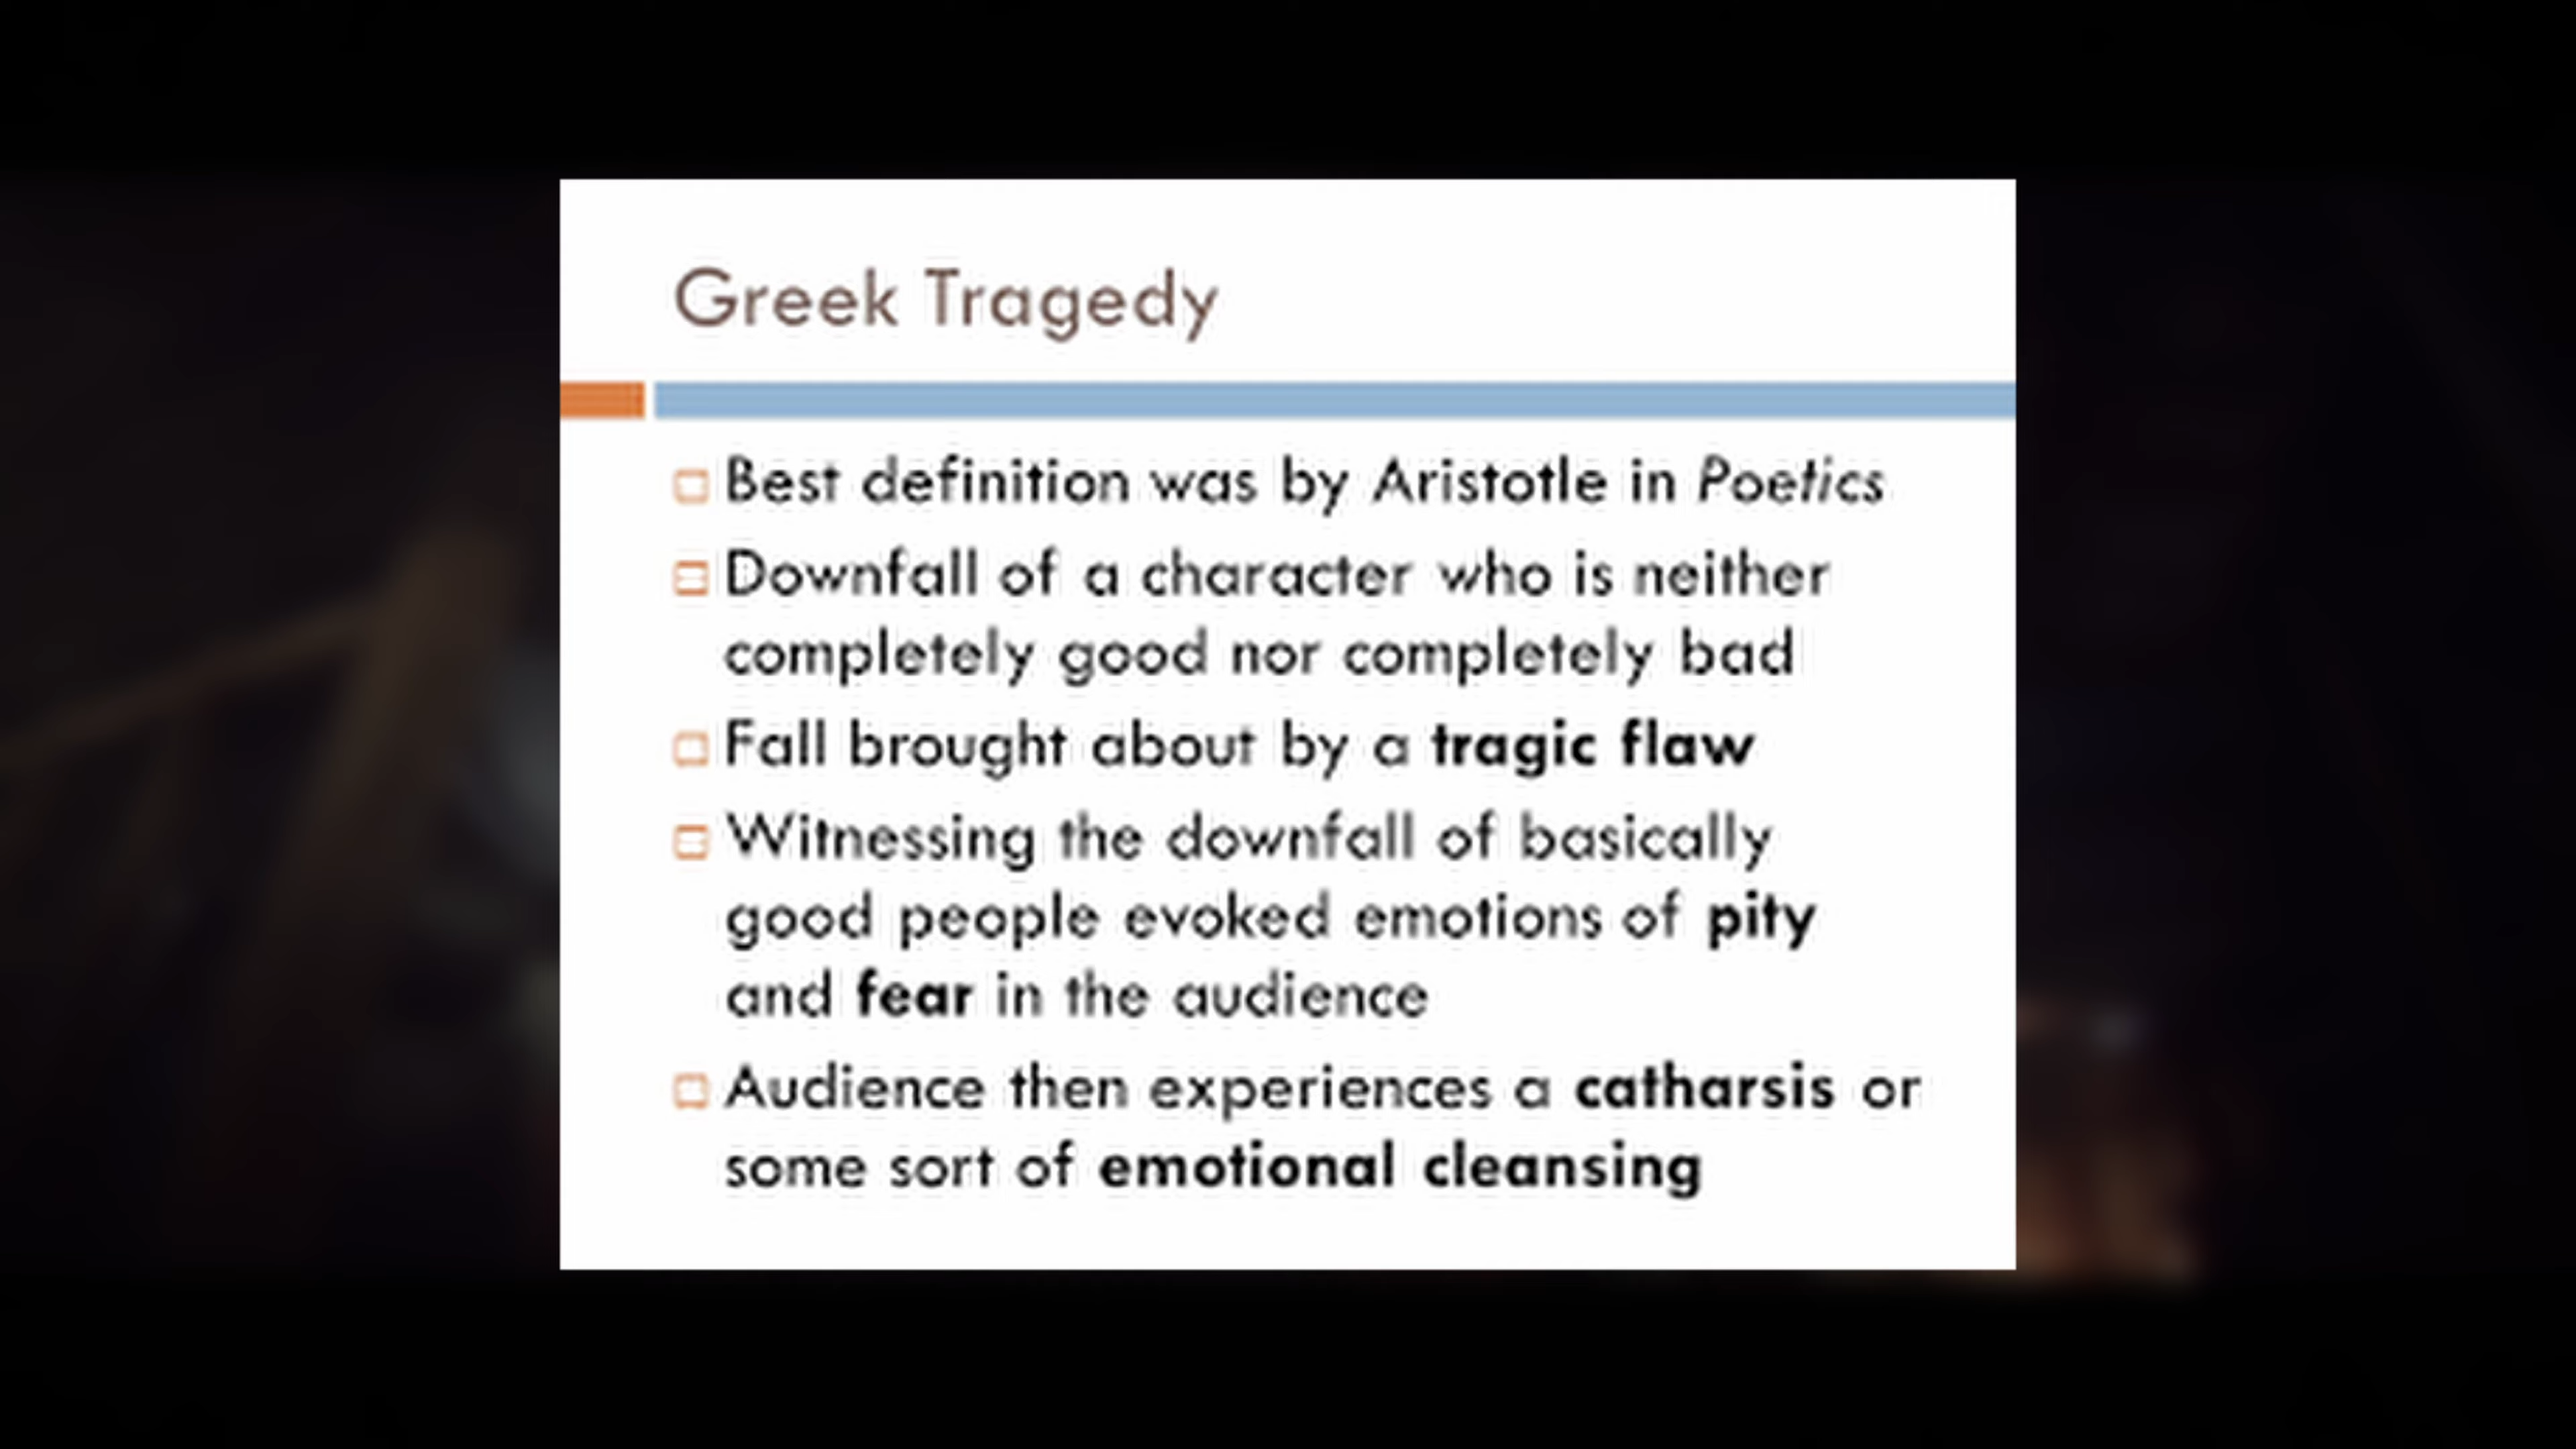 Greek Tragedy
Best definition was by Aristotle in Poetics
Downfall of a character who is neither
completely good nor completely bad
Fall brought about by a tragic flaw
Witnessing the downfall of basically
good people evoked emotions of pity
and fear in the audience
Audience then experiences a catharsis or
some sort of emotional cleansing